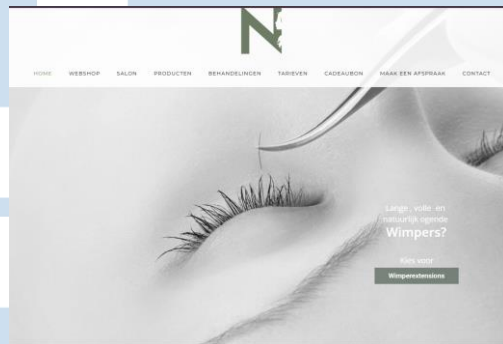 N
HOME WEBSHOP SALON PRODUCTEN BEHANDELINGEN TARIEVEN CADEAUBON MAAK EEN AFSPRAAK CONTACT
Lange, volle en
natuurlijk ogende
Wimpers?
Kies voor
Wimperextensions